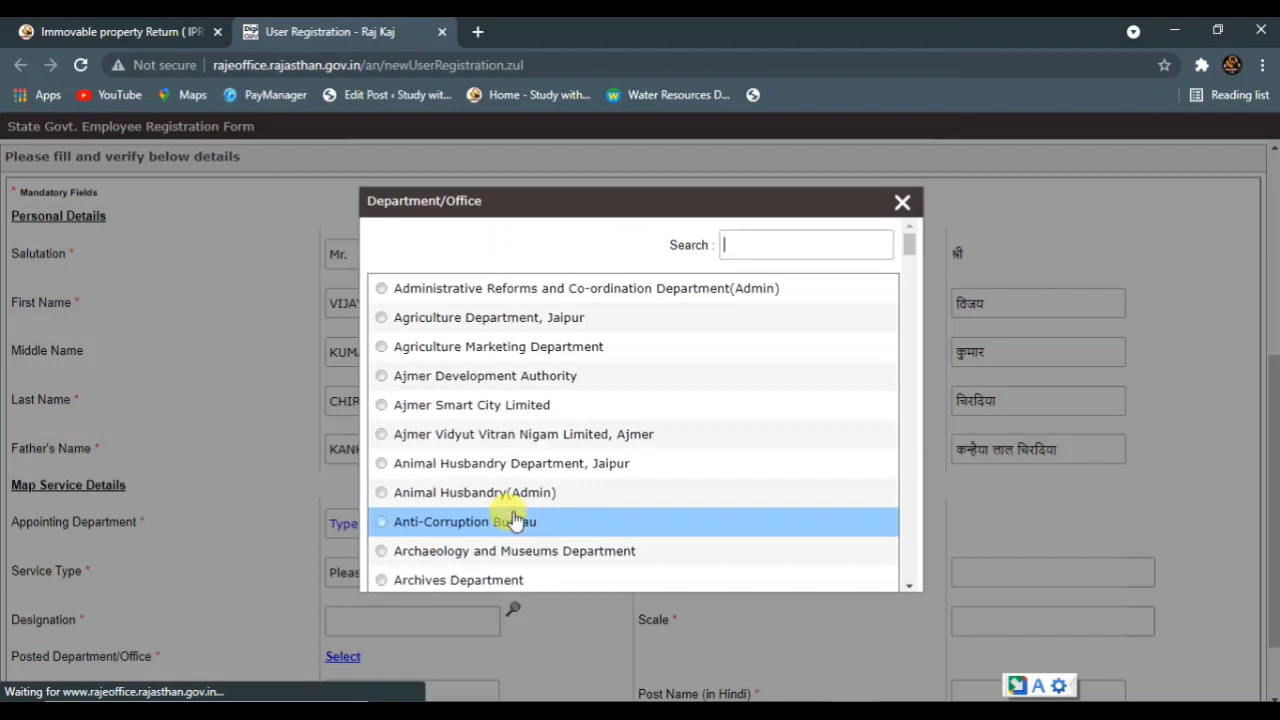 Immovable property Return ( IPR
User Registration - Raj Kaj
Not secure rajeoffice.rajasthan.gov.in/an/newUserRegistration.zul
Apps YouTube Maps PayManager Edit Post ‹ Study wit... Home - Study with... Water Resources D... Reading list
State Govt. Employee Registration Form
Please fill and verify below details
* Mandatory Fields
Personal Details
Salutation * Mr. श्री
First Name * विजय
Middle Name कुमार
Last Name * चिरदिया
Father's Name * कन्हैया लाल चिरदिया
Map Service Details
Appointing Department * Type
Service Type *
Designation * Scale *
Posted Department/Office * Select
Post Name (in Hindi) *
Department/Office
Search :
Administrative Reforms and Co-ordination Department(Admin)
Agriculture Department, Jaipur
Agriculture Marketing Department
Ajmer Development Authority
Ajmer Smart City Limited
Ajmer Vidyut Vitran Nigam Limited, Ajmer
Animal Husbandry Department, Jaipur
Animal Husbandry(Admin)
Anti-Corruption Bureau
Archaeology and Museums Department
Archives Department
Waiting for www.rajeoffice.rajasthan.gov.in...
A